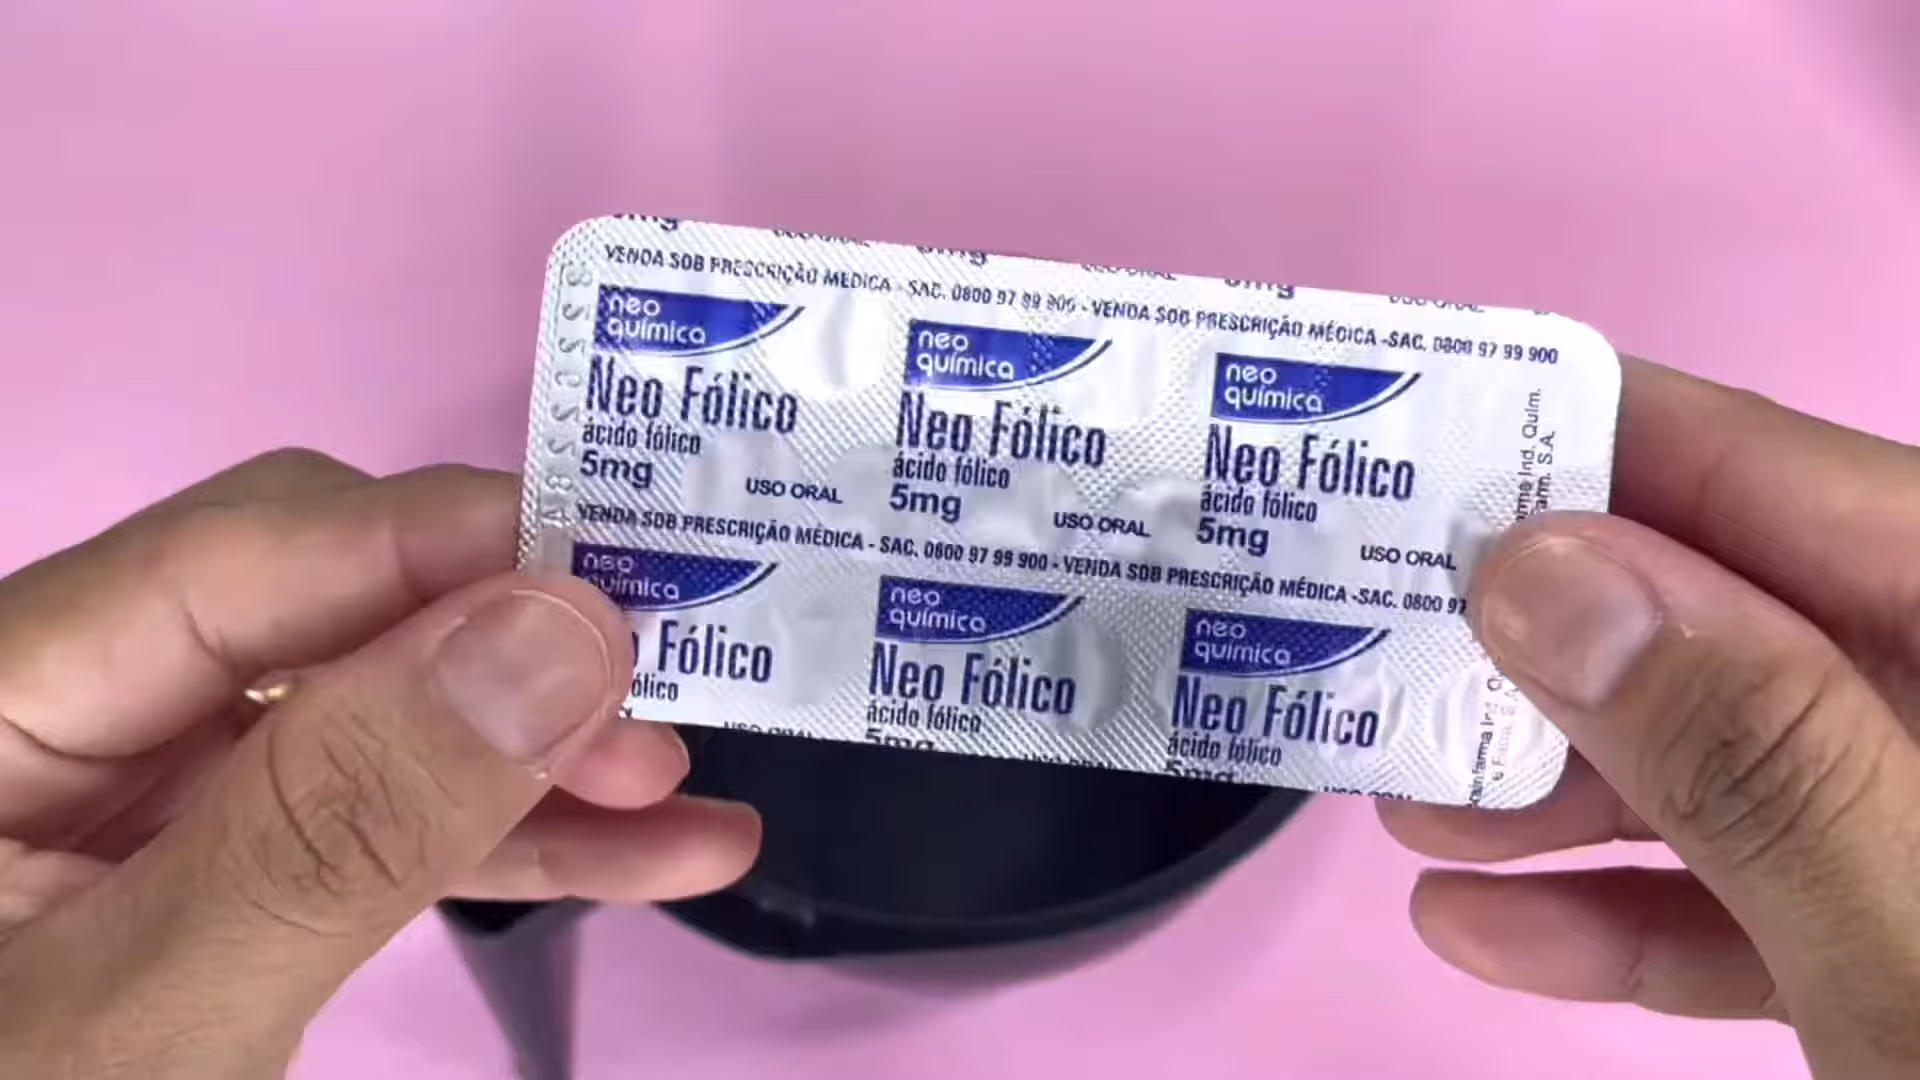 VENDA SOB PRESCRIÇÃO MÉDICA - SAC. 0800 97 99 900 - VENDA SOB PRESCRIÇÃO MÉDICA -SAC. 0800 97 99 900
neo química
Neo Fólico
ácido fólico
5mg
USO ORAL
neo química
Neo Fólico
ácido fólico
5mg
USO ORAL
neo química
Neo Fólico
ácido fólico
5mg
USO ORAL
VENDA SOB PRESCRIÇÃO MÉDICA - SAC. 0800 97 99 900 - VENDA SOB PRESCRIÇÃO MÉDICA -SAC. 0800 97
neo química
Fólico
neo química
Neo Fólico
ácido fólico
5mg
neo química
Neo Fólico
ácido fólico
5mg
Ind. Quím.
S.A.